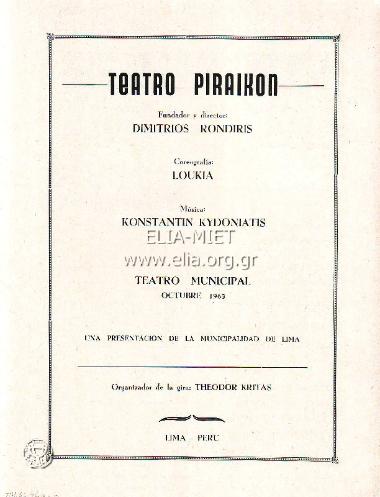 TEATRO PIRAIKON
Fundador y director:
DIMITRIOS RONDIRIS
Coreografía:
LOUKIA
Música:
KONSTANTIN KYDONIATIS
ELIA-MIET
www.elia.org.gr
TEATRO MUNICIPAL
OCTUBRE 1963
UNA PRESENTACION DE LA MUNICIPALIDAD DE LIMA
Organizador de la gira: THEODOR KRITAS
LIMA PERU